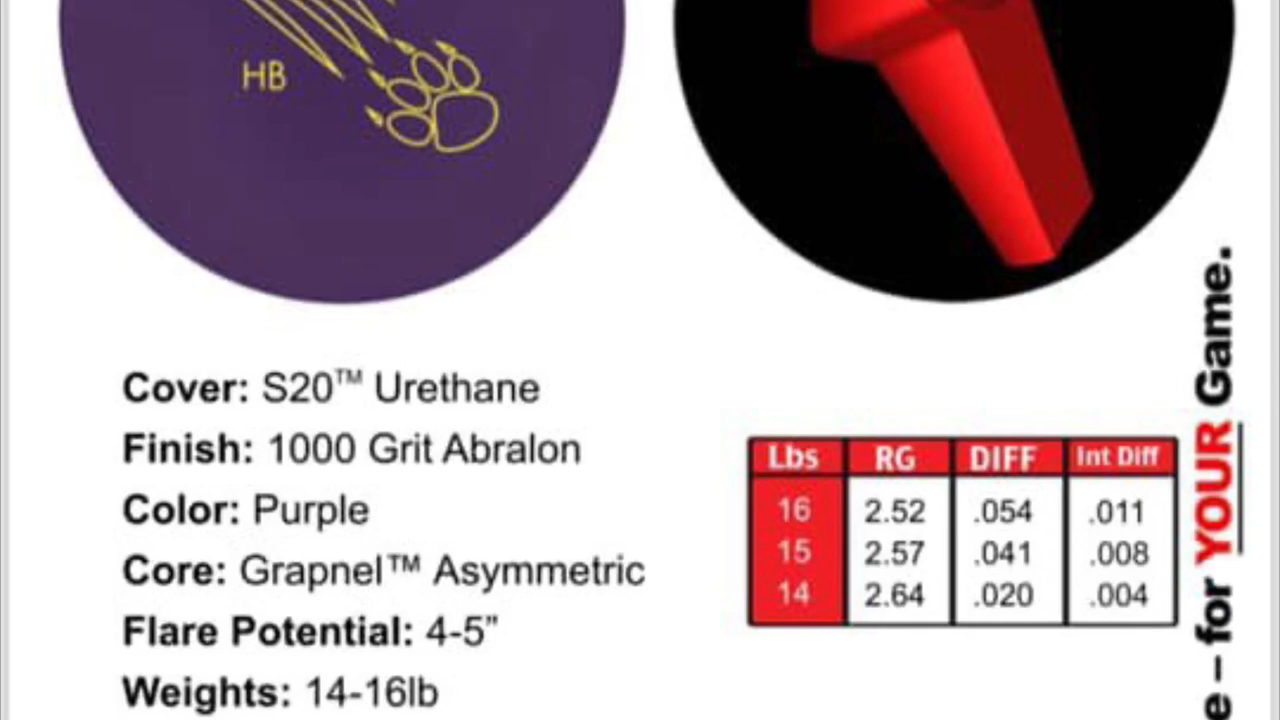 HB
Cover: S20™ Urethane
Finish: 1000 Grit Abralon
Color: Purple
Core: Grapnel™ Asymmetric
Flare Potential: 4-5”
Weights: 14-16lb
Lbs RG DIFF Int Diff
16 2.52 .054 .011
15 2.57 .041 .008
14 2.64 .020 .004
e – for YOUR Game.